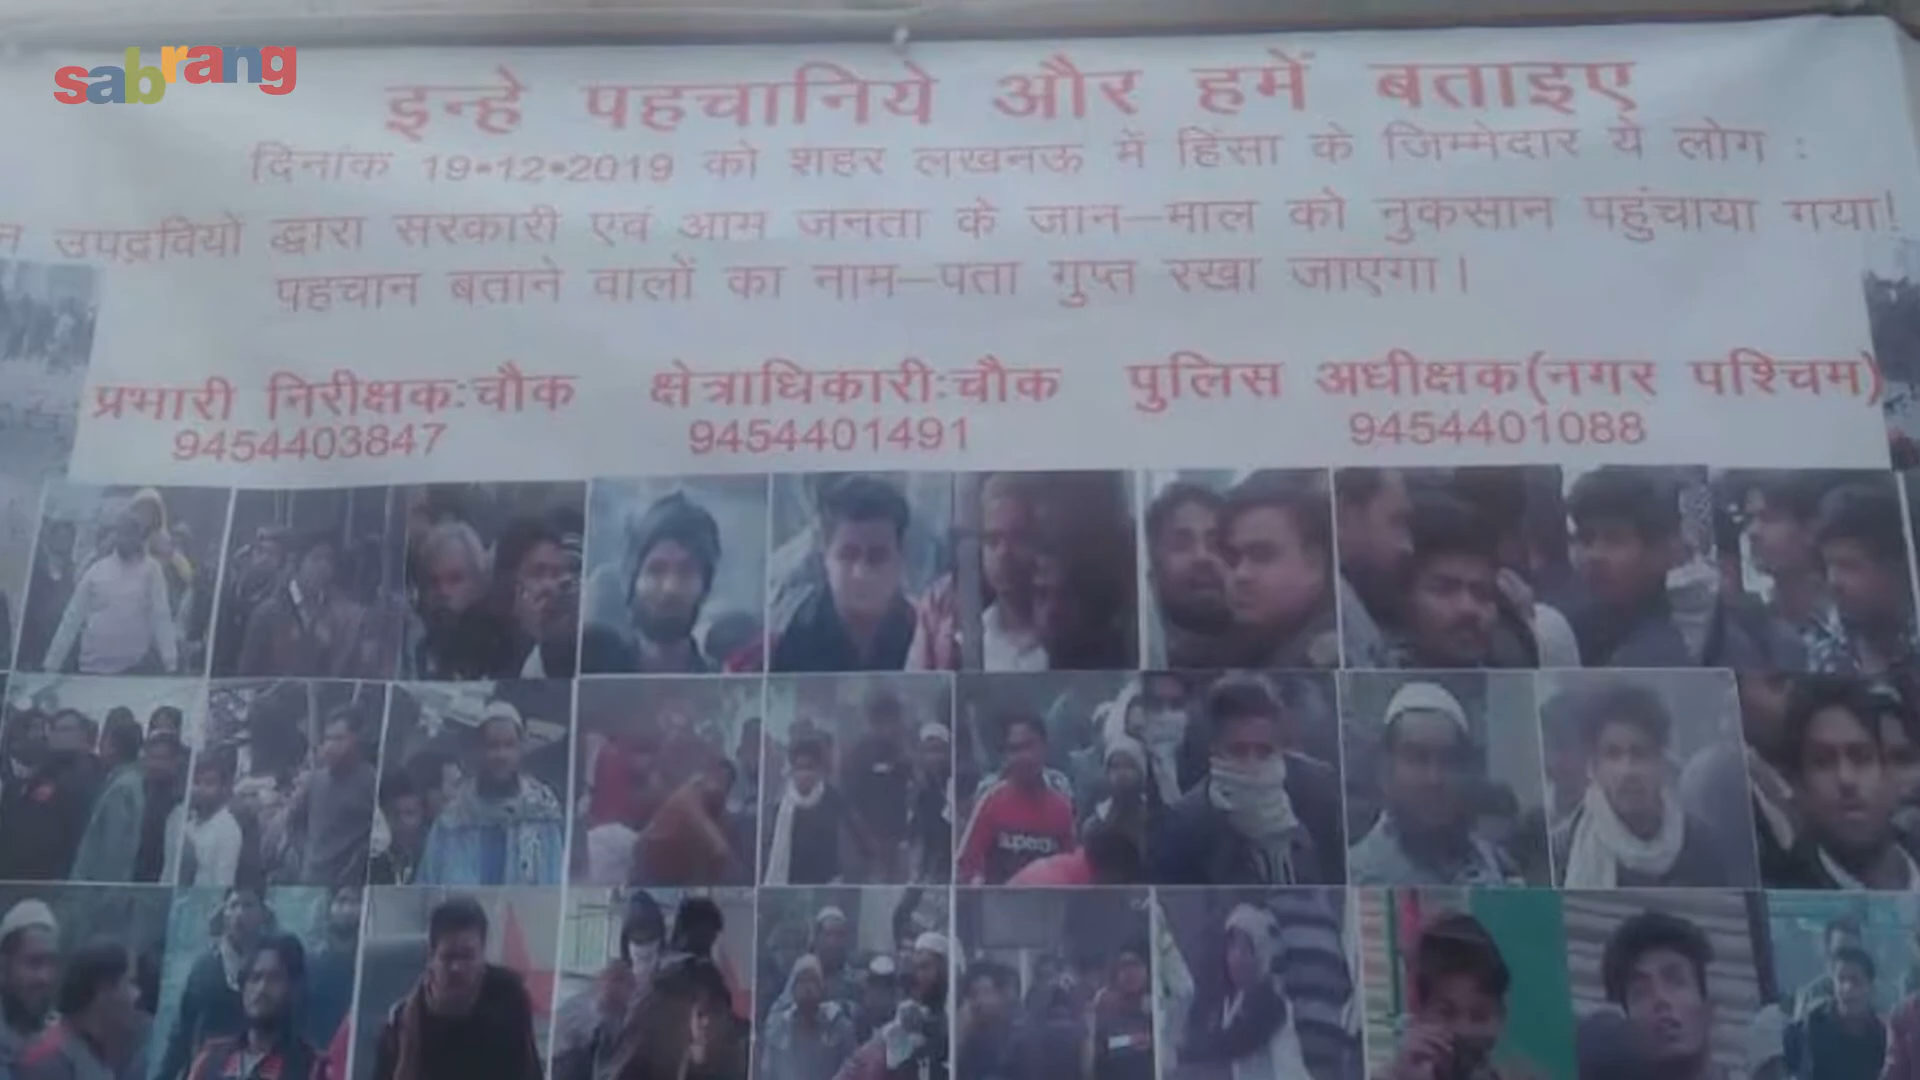 sabrang
इन्हे पहचानिये और हमें बताइए
दिनांक 19•12•2019 को शहर लखनऊ में हिंसा के जिम्मेदार ये लोग :
उपद्रवियों द्वारा सरकारी एवं आम जनता के जान–माल को नुकसान पहुंचाया गया!
पहचान बताने वालों का नाम–पता गुप्त रखा जाएगा।
प्रभारी निरीक्षक:चौक क्षेत्राधिकारी:चौक पुलिस अधीक्षक(नगर पश्चिम)
9454403847 9454401491 9454401088